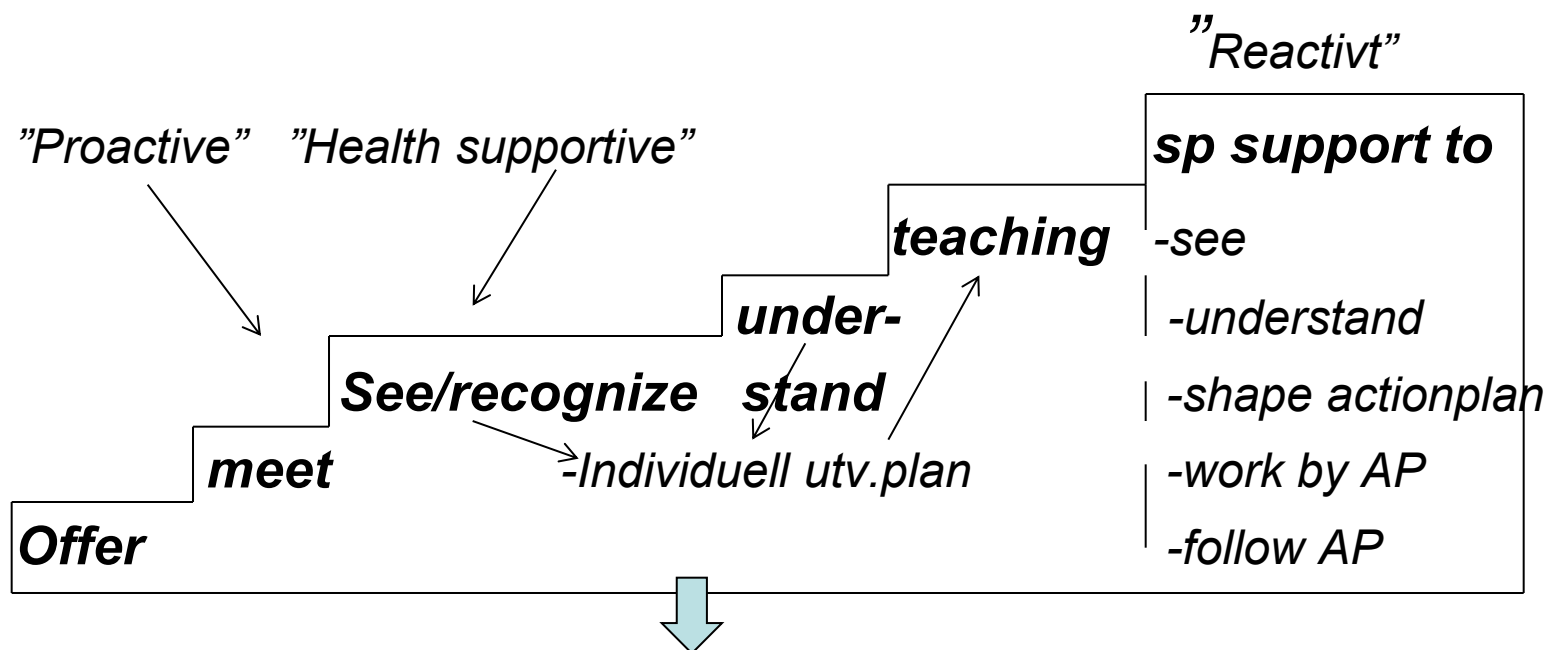 ”Reactivt”
”Proactive” ”Health supportive”
sp support to
teaching
-see
under-
stand
-understand
See/recognize
-shape actionplan
meet
-Individuell utv.plan
-work by AP
Offer
-follow AP